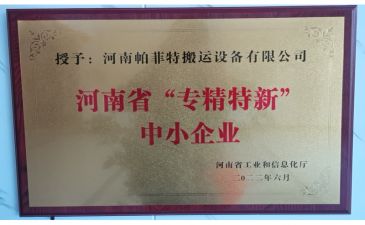 授予：河南帕菲特搬运设备有限公司
河南省“专精特新”
中小企业
河南省工业和信息化厅
二〇二二年六月